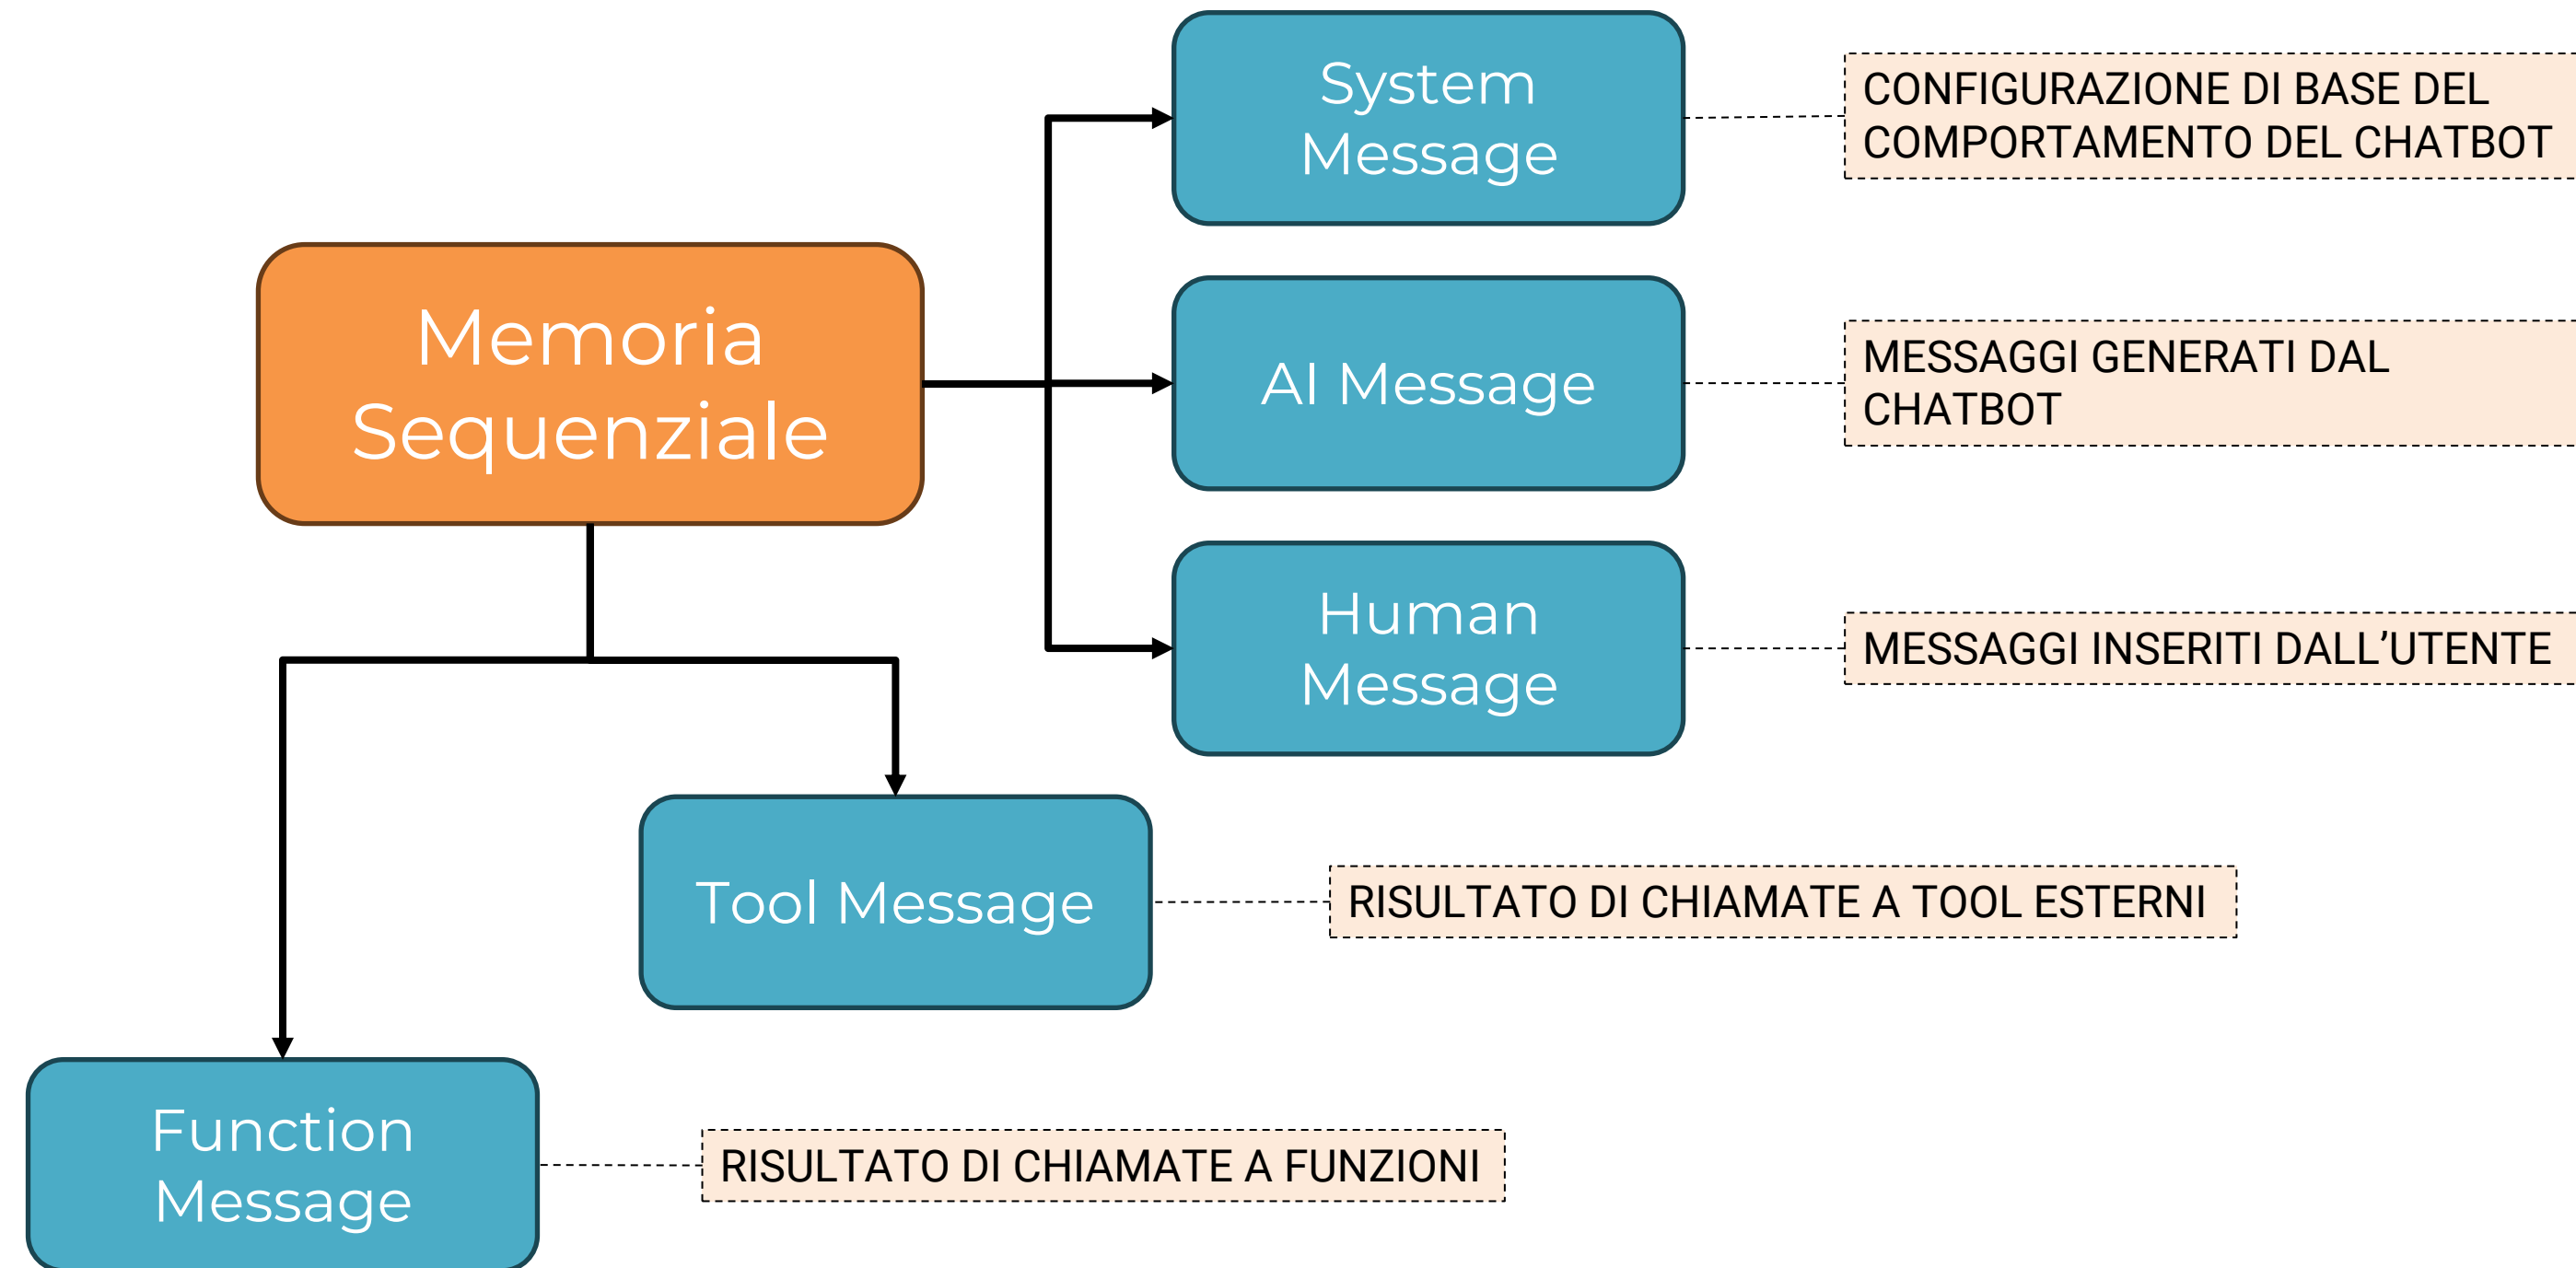 System
Message
CONFIGURAZIONE DI BASE DEL
COMPORTAMENTO DEL CHATBOT
Memoria
Sequenziale
AI Message
MESSAGGI GENERATI DAL
CHATBOT
Human
Message
MESSAGGI INSERITI DALL’UTENTE
Tool Message
RISULTATO DI CHIAMATE A TOOL ESTERNI
Function
Message
RISULTATO DI CHIAMATE A FUNZIONI